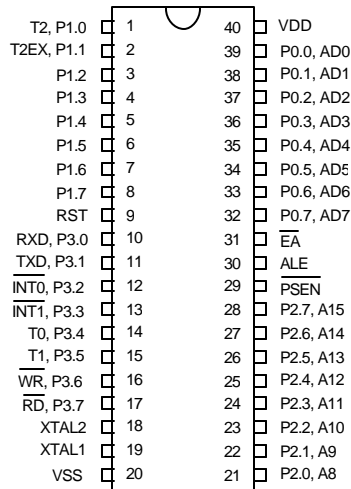 T2, P1.0 1 40 VDD
T2EX, P1.1 2 39 P0.0, AD0
P1.2 3 38 P0.1, AD1
P1.3 4 37 P0.2, AD2
P1.4 5 36 P0.3, AD3
P1.5 6 35 P0.4, AD4
P1.6 7 34 P0.5, AD5
P1.7 8 33 P0.6, AD6
RST 9 32 P0.7, AD7
RXD, P3.0 10 31 EA
TXD, P3.1 11 30 ALE
INT0, P3.2 12 29 PSEN
INT1, P3.3 13 28 P2.7, A15
T0, P3.4 14 27 P2.6, A14
T1, P3.5 15 26 P2.5, A13
WR, P3.6 16 25 P2.4, A12
RD, P3.7 17 24 P2.3, A11
XTAL2 18 23 P2.2, A10
XTAL1 19 22 P2.1, A9
VSS 20 21 P2.0, A8